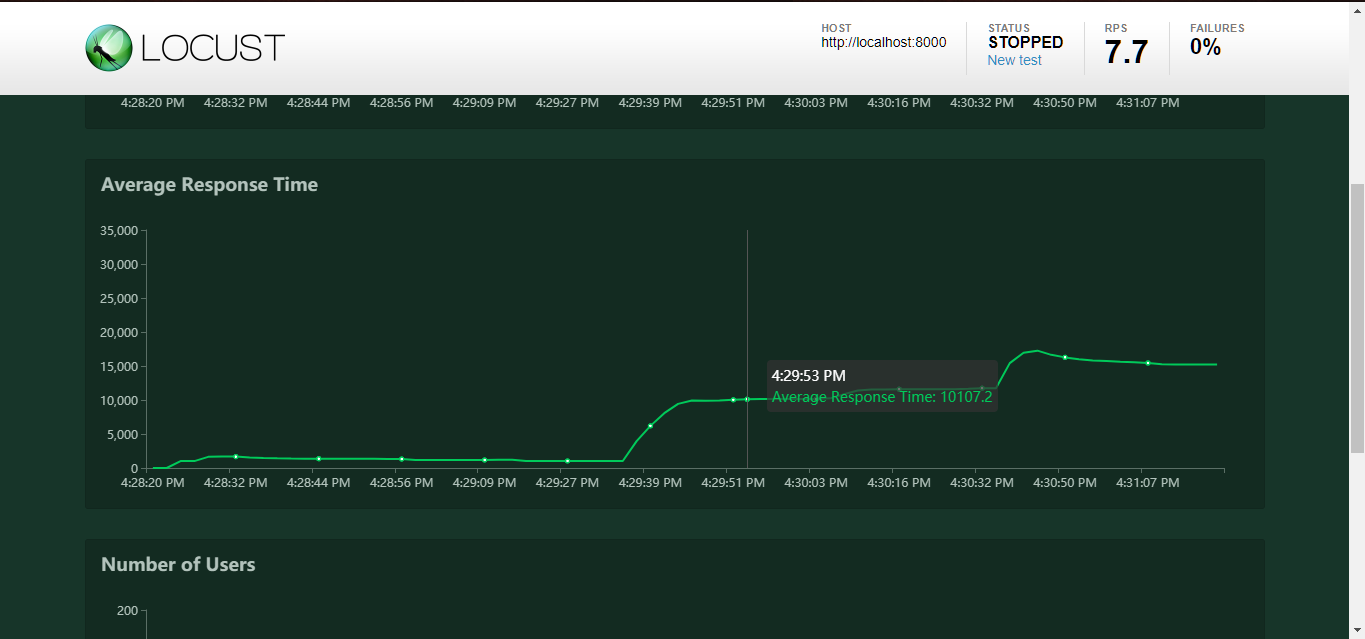 LOCUST
HOST
http://localhost:8000
STATUS
STOPPED
New test
RPS
7.7
FAILURES
0%
4:28:20 PM 4:28:32 PM 4:28:44 PM 4:28:56 PM 4:29:09 PM 4:29:27 PM 4:29:39 PM 4:29:51 PM 4:30:03 PM 4:30:16 PM 4:30:32 PM 4:30:50 PM 4:31:07 PM
Average Response Time
35,000
30,000
25,000
20,000
15,000
10,000
5,000
0
4:29:53 PM
Average Response Time: 10107.2
4:28:20 PM 4:28:32 PM 4:28:44 PM 4:28:56 PM 4:29:09 PM 4:29:27 PM 4:29:39 PM 4:29:51 PM 4:30:03 PM 4:30:16 PM 4:30:32 PM 4:30:50 PM 4:31:07 PM
Number of Users
200